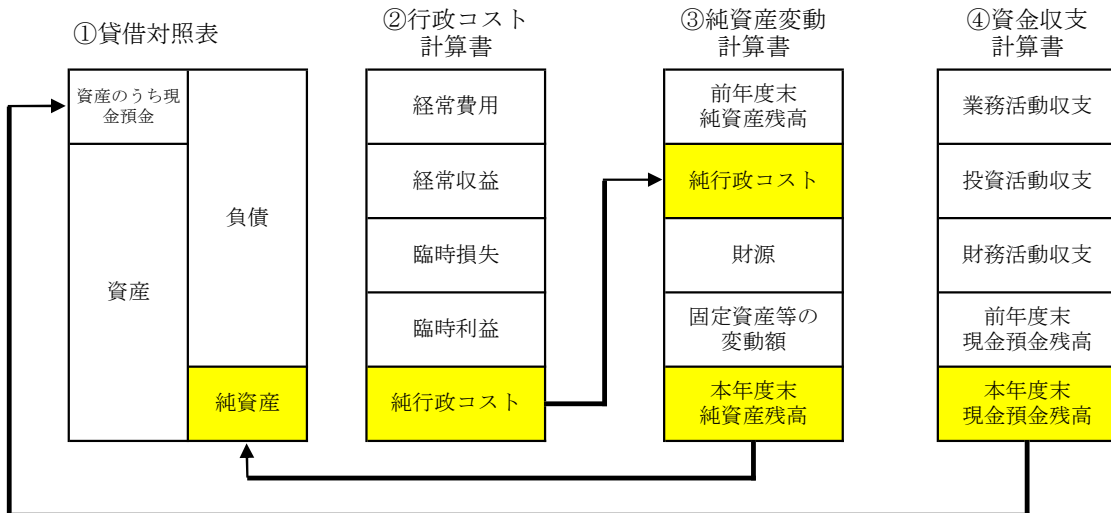 ①貸借対照表
資産のうち現
金預金
資産
負債
純資産
②行政コスト
計算書
経常費用
経常収益
臨時損失
臨時利益
純行政コスト
③純資産変動
計算書
前年度末
純資産残高
純行政コスト
財源
固定資産等の
変動額
本年度末
純資産残高
④資金収支
計算書
業務活動収支
投資活動収支
財務活動収支
前年度末
現金預金残高
本年度末
現金預金残高